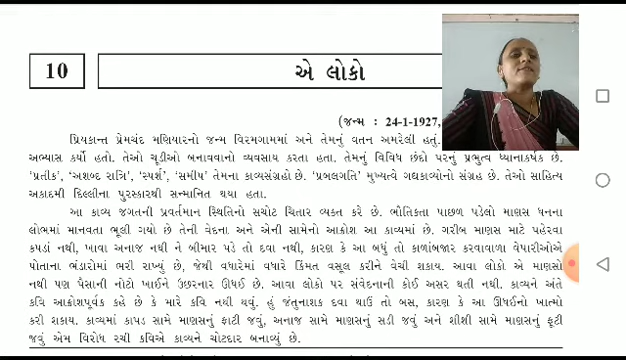 10
એ લોકો
(જન્મ : 24-1-1927,
પ્રિયકાન્ત પ્રેમચંદ મણિયારનો જન્મ વિરમગામમાં અને તેમનું વતન અમરેલી હતું.
અભ્યાસ કર્યો હતો. તેઓ ચૂડીઓ બનાવવાનો વ્યવસાય કરતા હતા. તેમનું વિવિધ છંદો પરનું પ્રભુત્વ ધ્યાનાકર્ષક છે.
'પ્રતીક', 'અશબ્દ રાત્રિ', 'સ્પર્શ', 'સમીપ' તેમના કાવ્યસંગ્રહો છે. 'પ્રબલગતિ' મુખ્યત્વે ગદ્યકાવ્યોનો સંગ્રહ છે. તેઓ સાહિત્ય
અકાદમી દિલ્લીના પુરસ્કારથી સન્માનિત થયા હતા.
આ કાવ્ય જગતની પ્રવર્તમાન સ્થિતિનો સચોટ ચિતાર વ્યક્ત કરે છે. ભૌતિકતા પાછળ પડેલો માણસ ધનના
લોભમાં માનવતા ભૂલી ગયો છે તેની વેદના અને એની સામેનો આક્રોશ આ કાવ્યમાં છે. ગરીબ માણસ માટે પહેરવા
કપડાં નથી, ખાવા અનાજ નથી ને બીમાર પડે તો દવા નથી, કારણ કે આ બધું તો કાળાંબજાર કરવાવાળા વેપારીઓએ
પોતાના ભંડારોમાં ભરી રાખ્યું છે, જેથી વધારેમાં વધારે કિંમત વસૂલ કરીને વેચી શકાય. આવા લોકો એ માણસો
નથી પણ પૈસાની નોટો ખાઈને ઉછરનાર ઊધઈ છે. આવા લોકો પર સંવેદનાની કોઈ અસર થતી નથી. કાવ્યને અંતે
કવિ આક્રોશપૂર્વક કહે છે કે મારે કવિ નથી થવું. હું જંતુનાશક દવા થાઉં તો બસ, કારણ કે આ ઊધઈનો ખાત્મો
કરી શકાય. કાવ્યમાં કાપડ સામે માણસનું ફાટી જવું, અનાજ સામે માણસનું સડી જવું અને શીશી સામે માણસનું ફૂટી
જવું એમ વિરોધ રચી કવિએ કાવ્યને ચોટદાર બનાવ્યું છે.